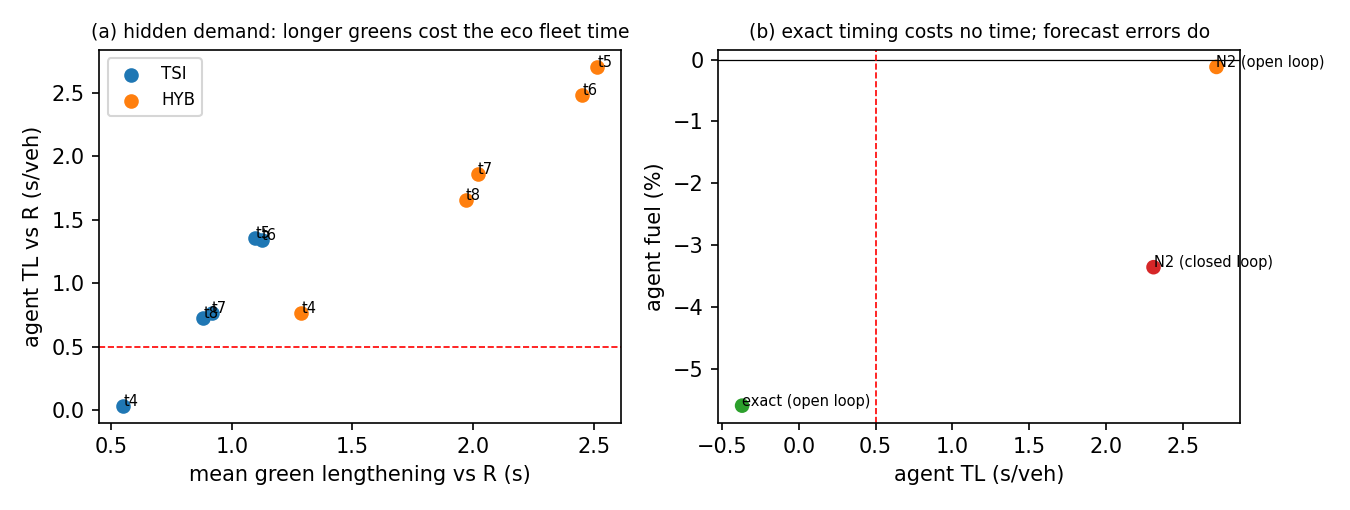 (a) hidden demand: longer greens cost the eco fleet time
TSI
HYB
t5
t6
t7
t8
t5
t6
t7
t8
t4
t4
2.5
2.0
1.5
1.0
0.5
0.0
0.5
1.0
1.5
2.0
2.5
agent TL vs R (s/veh)
mean green lengthening vs R (s)
(b) exact timing costs no time; forecast errors do
N2 (open loop)
N2 (closed loop)
exact (open loop)
0
−1
−2
−3
−4
−5
−0.5
0.0
0.5
1.0
1.5
2.0
2.5
agent fuel (%)
agent TL (s/veh)